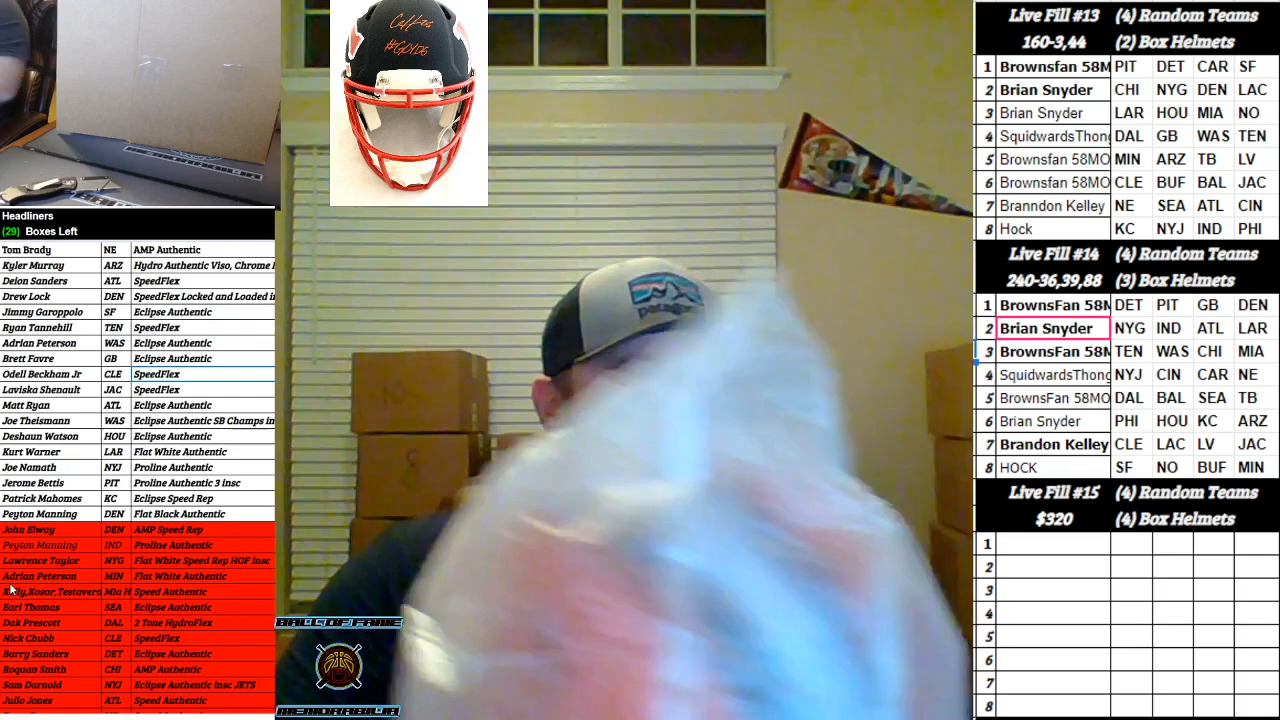 Headliners
(29) Boxes Left
Tom Brady NE AMP Authentic
Kyler Murray ARZ Hydro Authentic Viso, Chrome
Deion Sanders ATL SpeedFlex
Drew Lock DEN SpeedFlex Locked and Loaded i
Jimmy Garoppolo SF Eclipse Authentic
Ryan Tannehill TEN SpeedFlex
Adrian Peterson WAS Eclipse Authentic
Brett Favre GB Eclipse Authentic
Odell Beckham Jr CLE SpeedFlex
Laviska Shenault JAC SpeedFlex
Matt Ryan ATL Eclipse Authentic
Joe Theismann WAS Eclipse Authentic SB Champs in
Deshaun Watson HOU Eclipse Authentic
Kurt Warner LAR Flat White Authentic
Joe Namath NYJ Proline Authentic
Jerome Bettis PIT Proline Authentic 3 insc
Patrick Mahomes KC Eclipse Speed Rep
Peyton Manning DEN Flat Black Authentic
John Elway DEN AMP Speed Rep
Peyton Manning IND Proline Authentic
Lawrence Taylor NYG Flat White Speed Rep HOF insc
Adrian Peterson MIN Flat White Authentic
Kelly,Kosar,Testaverd Mia H Speed Authentic
Earl Thomas SEA Eclipse Authentic
Dak Prescott DAL 2 Tone HydroFlex
Nick Chubb CLE SpeedFlex
Barry Sanders DET Eclipse Authentic
Roquan Smith CHI AMP Authentic
Sam Darnold NYJ Eclipse Authentic insc JETS
Julio Jones ATL Speed Authentic
#GODG
BALL OF FAME
MEMORABILIA
Live Fill #13 (4) Random Teams
160-3,44 (2) Box Helmets
1 Brownsfan 58M PIT DET CAR SF
2 Brian Snyder CHI NYG DEN LAC
3 Brian Snyder LAR HOU MIA NO
4 SquidwardsThong DAL GB WAS TEN
5 Brownsfan 58MO MIN ARZ TB LV
6 Brownsfan 58MO CLE BUF BAL JAC
7 Branndon Kelley NE SEA ATL CIN
8 Hock KC NYJ IND PHI
Live Fill #14 (4) Random Teams
240-36,39,88 (3) Box Helmets
1 BrownsFan 58M DET PIT GB DEN
2 Brian Snyder NYG IND ATL LAR
3 BrownsFan 58M TEN WAS CHI MIA
4 SquidwardsThong NYJ CIN CAR NE
5 BrownsFan 58MO DAL BAL SEA TB
6 Brian Snyder PHI HOU KC ARZ
7 Brandon Kelley CLE LAC LV JAC
8 HOCK SF NO BUF MIN
Live Fill #15 (4) Random Teams
$320 (4) Box Helmets
1
2
3
4
5
6
7
8